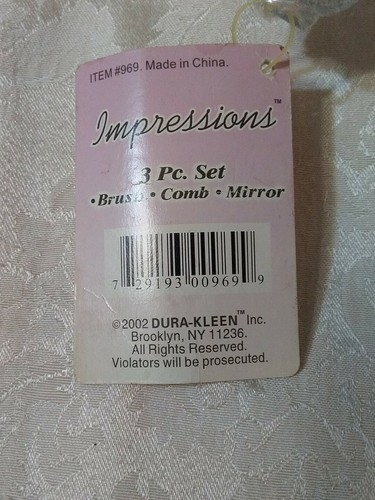 ITEM #969. Made in China.
Impressions™
3 Pc. Set
•Brush • Comb • Mirror
7 29193 00969 9
©2002 DURA-KLEEN™ Inc.
Brooklyn, NY 11236.
All Rights Reserved.
Violators will be prosecuted.